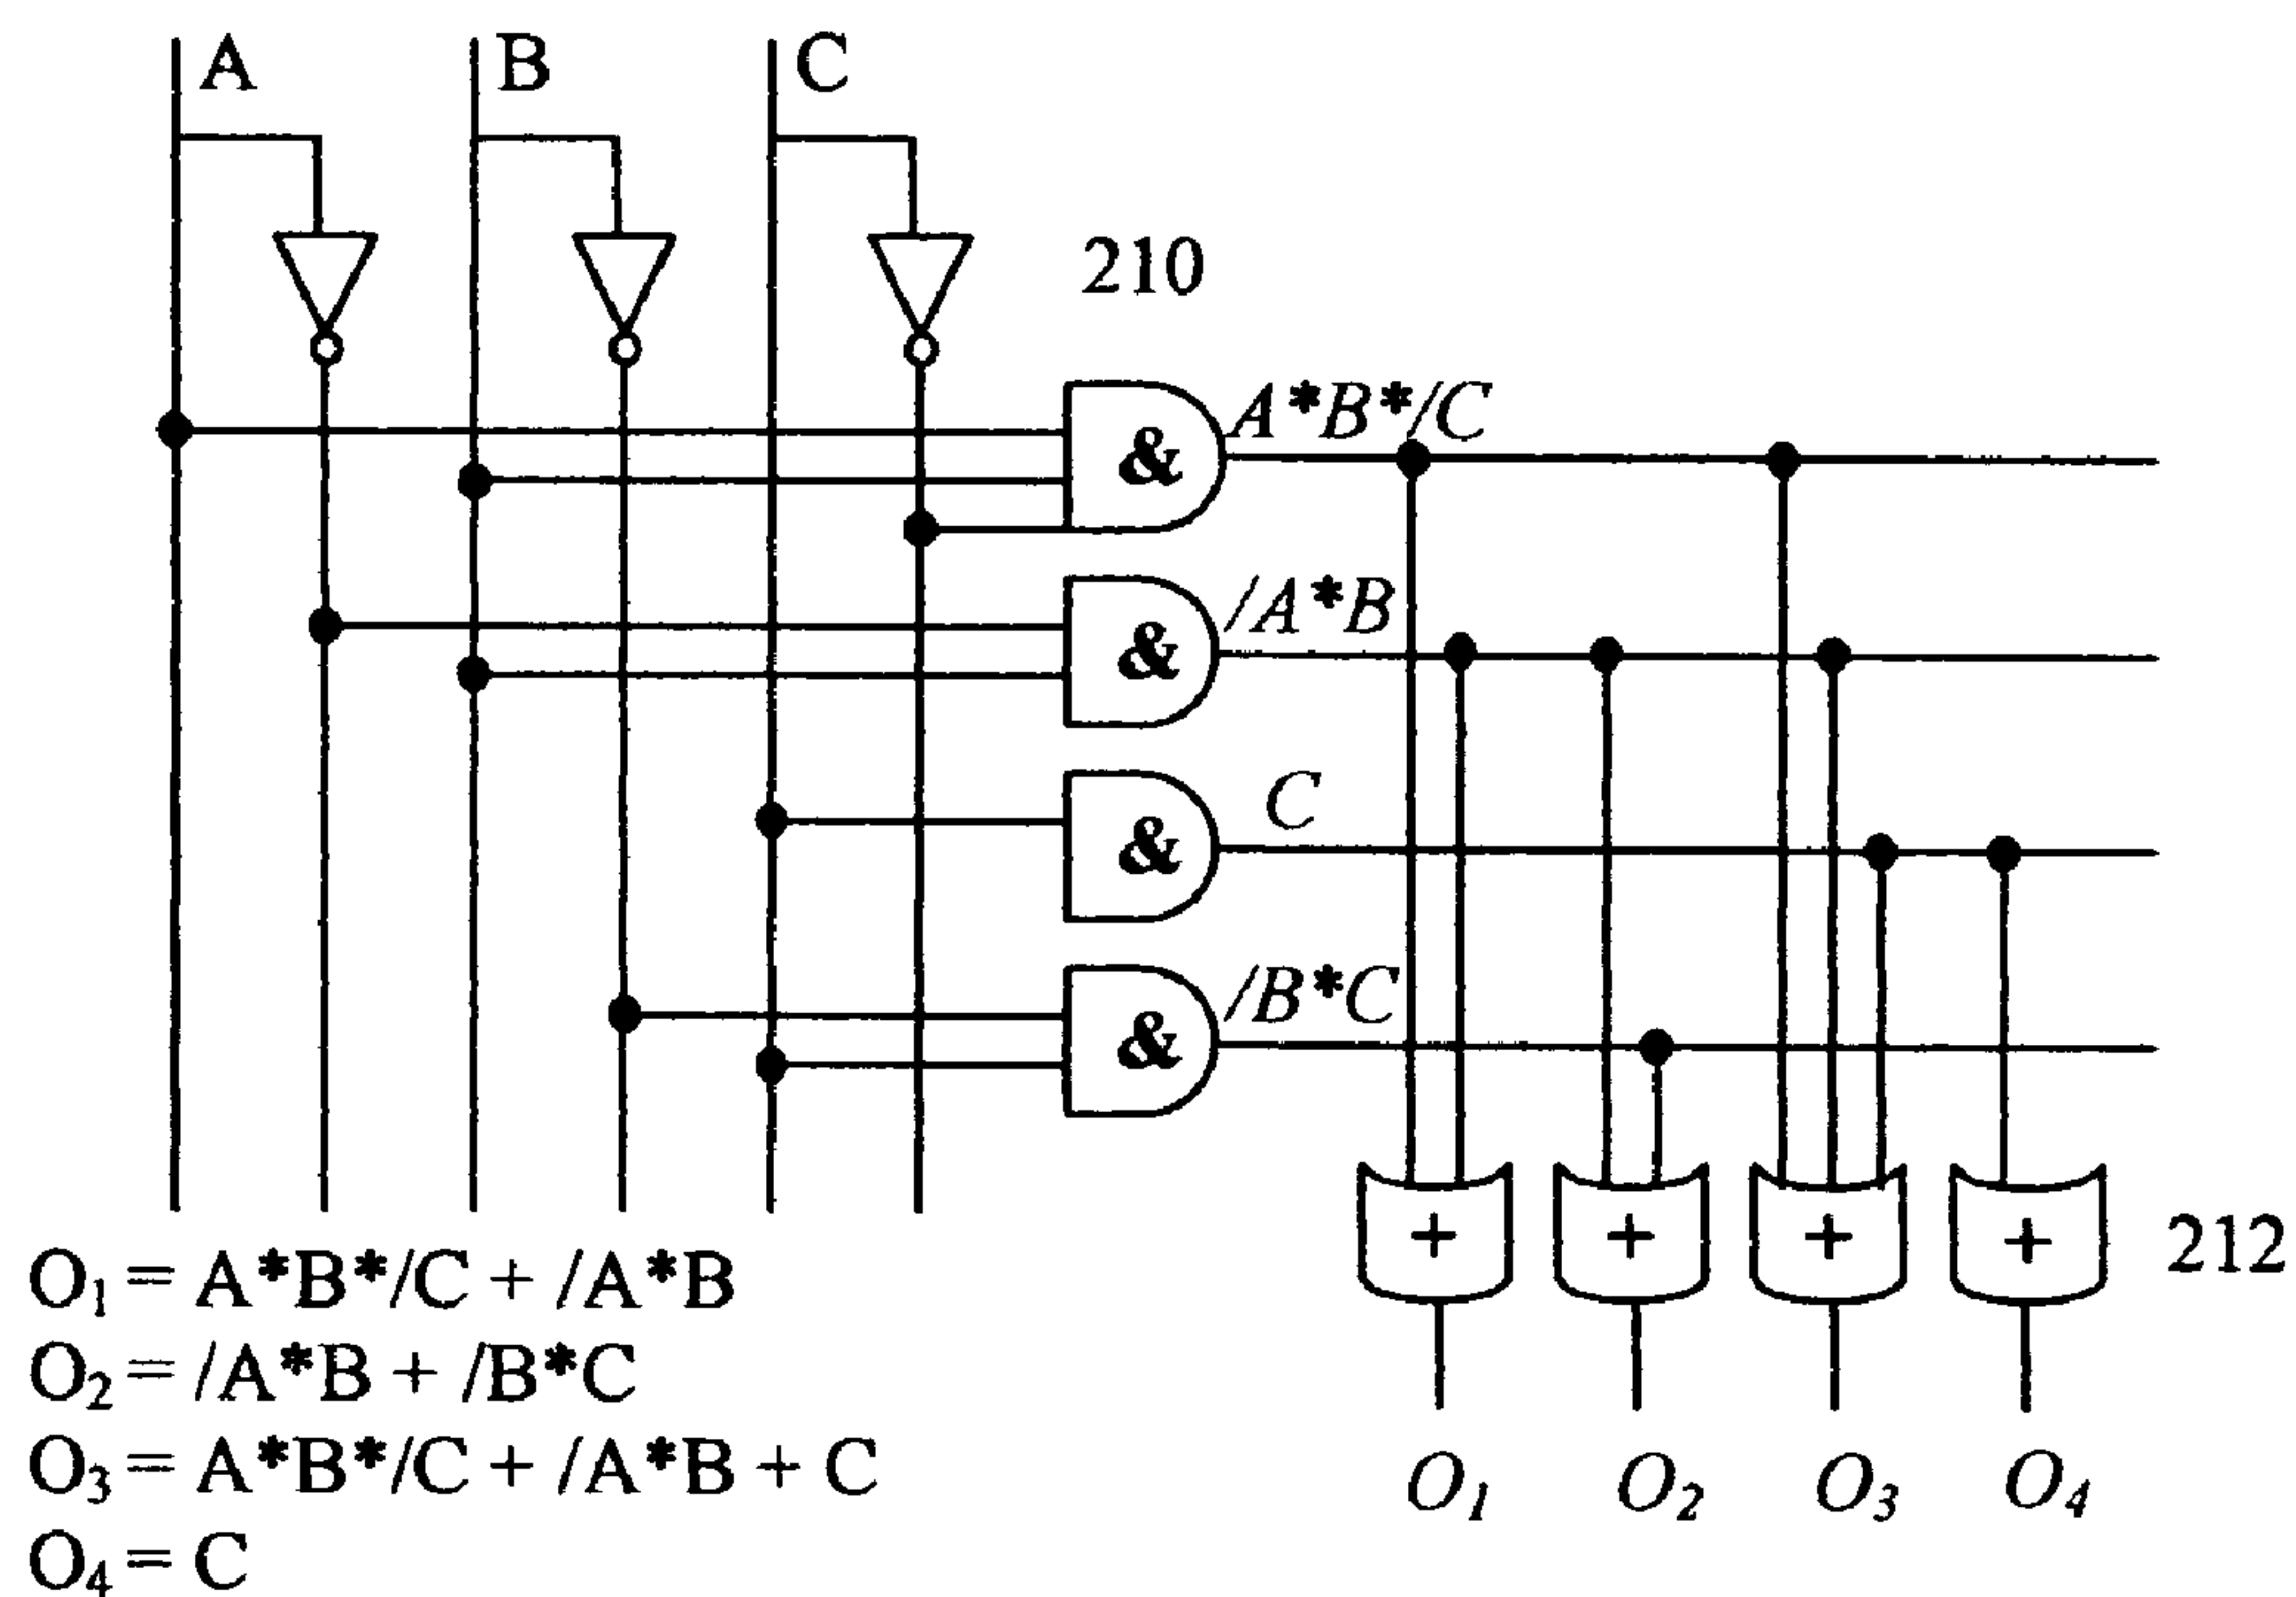 A B C
210
A*B*/C
&
/A*B
&
C
&
/B*C
&
+ + + +
212
O₁ = A*B*/C + /A*B
O₂ = /A*B + /B*C
O₃ = A*B*/C + /A*B + C
O₄ = C
O₁ O₂ O₃ O₄